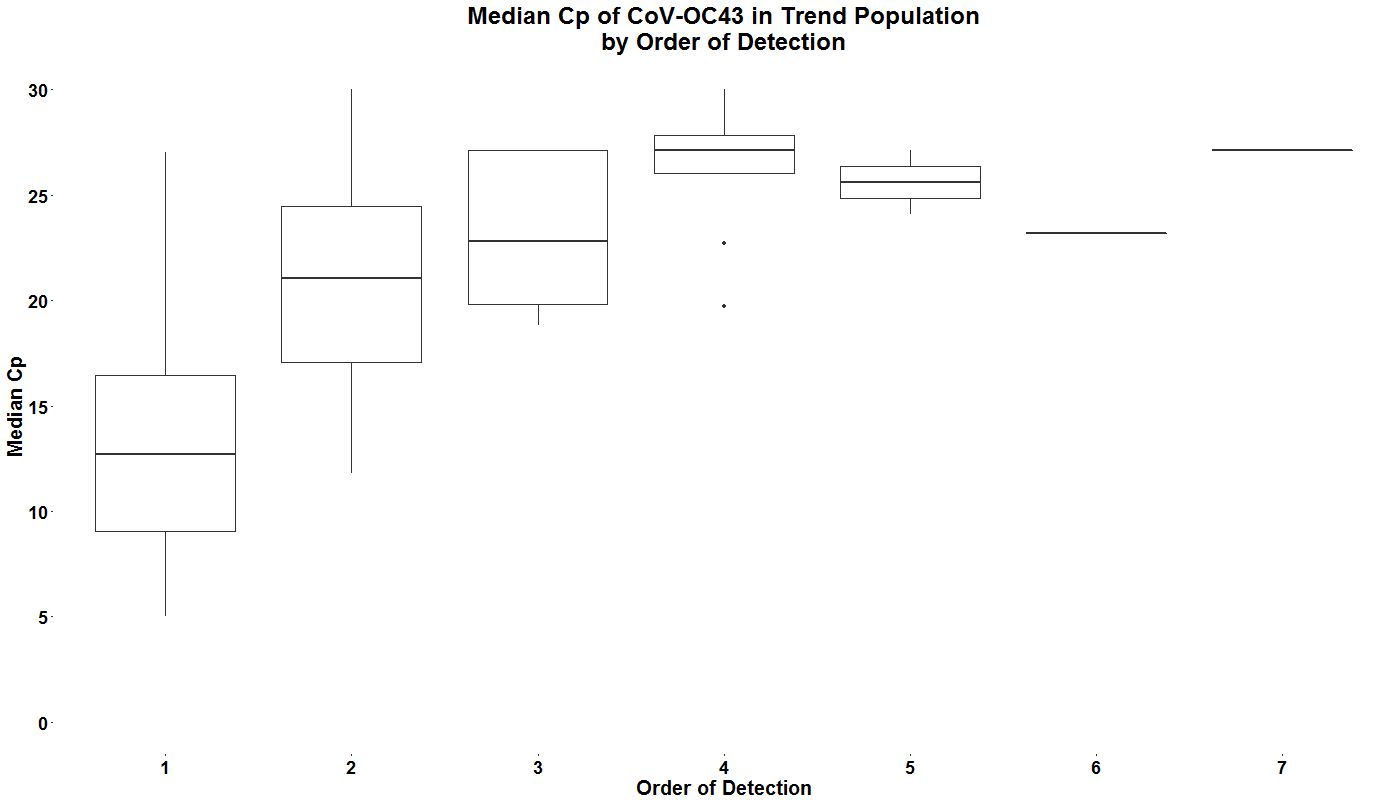 Median Cp of CoV-OC43 in Trend Population
by Order of Detection
30
25
20
15
10
5
0
Median Cp
1 2 3 4 5 6 7
Order of Detection